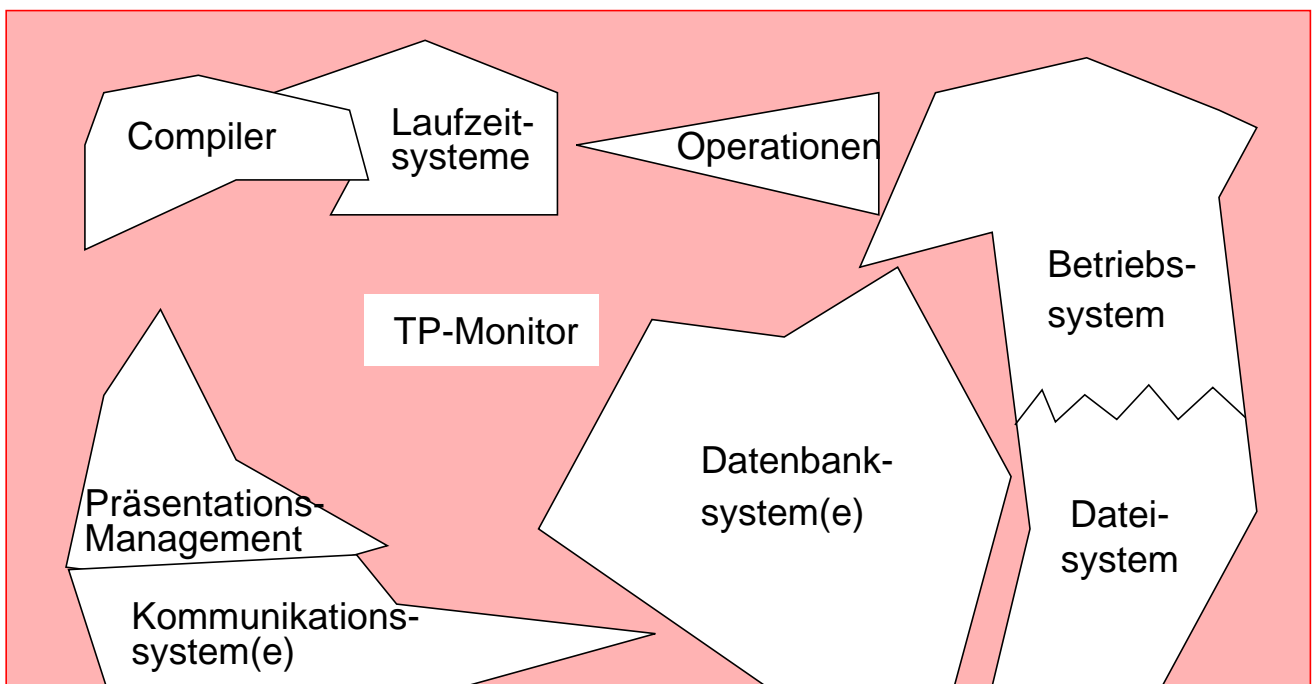 Compiler
Laufzeit-
systeme
Operationen
Betriebs-
system
TP-Monitor
Datenbank-
system(e)
Datei-
system
Präsentations-
Management
Kommunikations-
system(e)